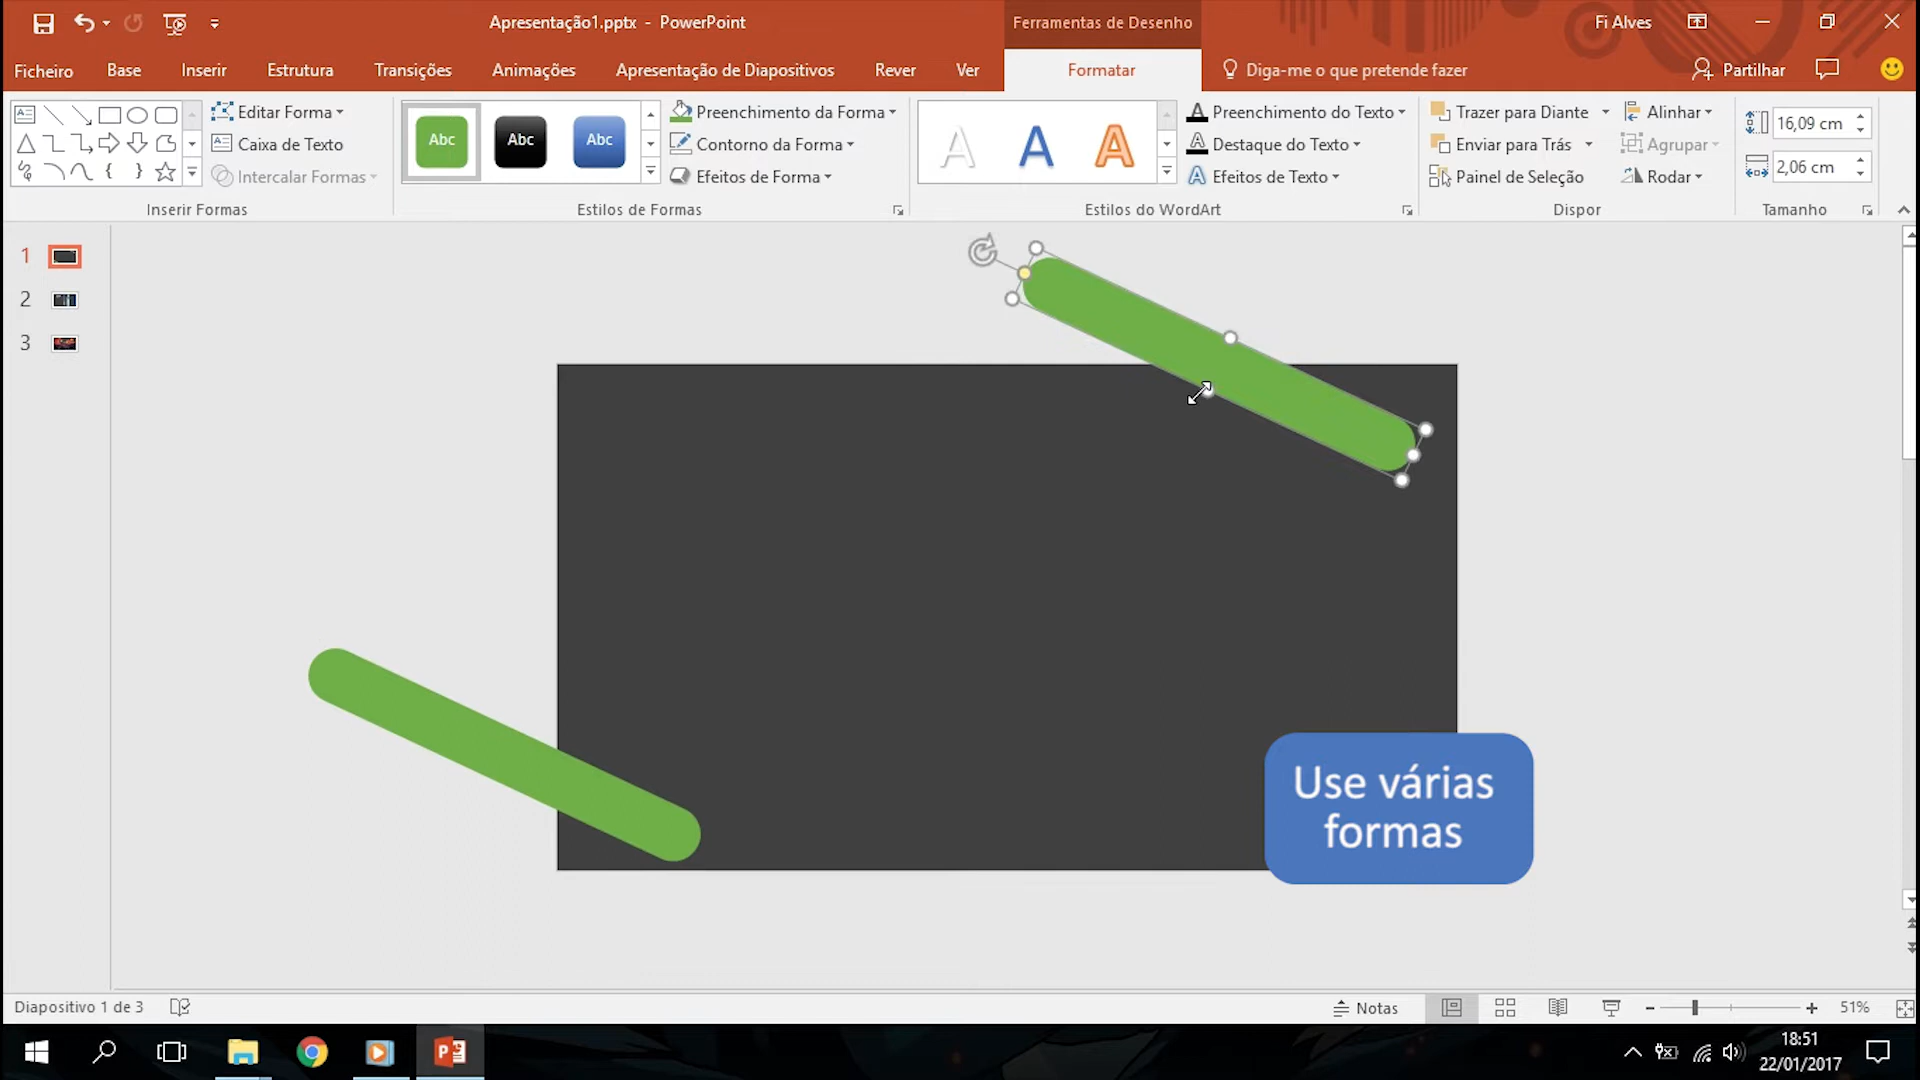 Apresentação1.pptx - PowerPoint
Ferramentas de Desenho
Fi Alves
Ficheiro
Base
Inserir
Estrutura
Transições
Animações
Apresentação de Diapositivos
Rever
Ver
Formatar
Diga-me o que pretende fazer
Partilhar
Editar Forma
Caixa de Texto
Intercalar Formas
Inserir Formas
Abc
Abc
Abc
Preenchimento da Forma
Contorno da Forma
Efeitos de Forma
Estilos de Formas
A
A
A
Preenchimento do Texto
Destaque do Texto
Efeitos de Texto
Estilos do WordArt
Trazer para Diante
Enviar para Trás
Painel de Seleção
Alinhar
Agrupar
Rodar
Dispor
16,09 cm
2,06 cm
Tamanho
1
2
3
Use várias
formas
Diapositivo 1 de 3
Notas
51%
18:51
22/01/2017